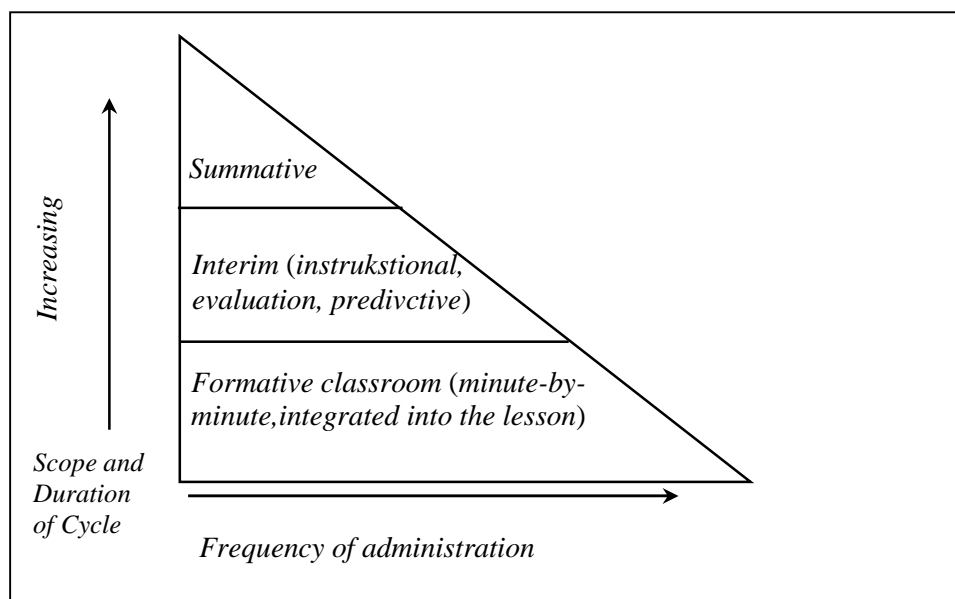 Summative
Increasing
Interim (instrukstional,
evaluation, predivctive)
Formative classroom (minute-by-
minute,integrated into the lesson)
Scope and
Duration
of Cycle
Frequency of administration